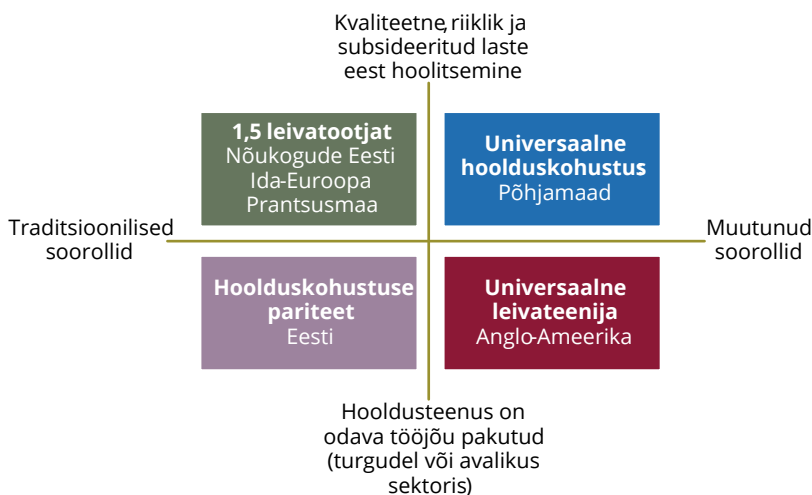 Kvaliteetne, riiklik ja
subsideeritud laste
eest hoolitsemine
1,5 leivatootjat
Nõukogude Eesti
Ida-Euroopa
Prantsusmaa
Universaalne
hoolduskohustus
Põhjamaad
Traditsioonilised
soorollid
Muutunud
soorollid
Hoolduskohustuse
pariteet
Eesti
Universaalne
leivateenija
Anglo-Ameerika
Hooldusteenus on
odava tööjõu pakutud
(turgudel või avalikus
sektoris)